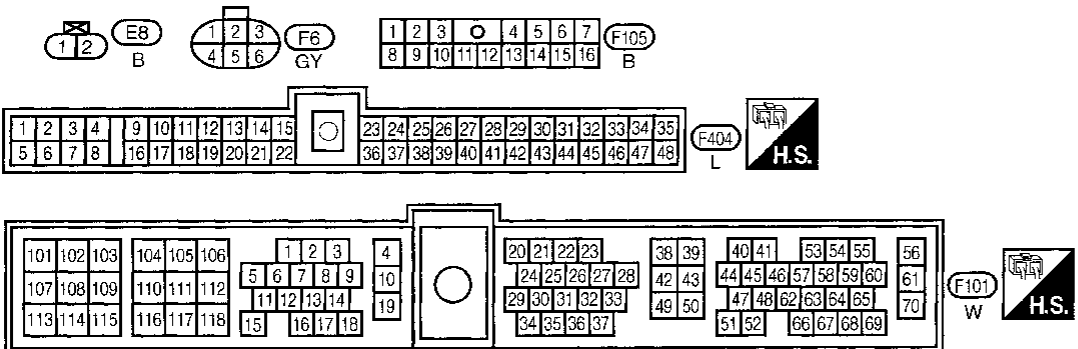 1 2 E8
B
1 2 3
4 5 6
F6
GY
1 2 3 4 5 6 7
8 9 10 11 12 13 14 15 16
F105
B
1 2 3 4 9 10 11 12 13 14 15 23 24 25 26 27 28 29 30 31 32 33 34 35
5 6 7 8 16 17 18 19 20 21 22 36 37 38 39 40 41 42 43 44 45 46 47 48
F404
L
H.S.
101 102 103 104 105 106 1 2 3 4 20 21 22 23 38 39 40 41 53 54 55 56
107 108 109 110 111 112 5 6 7 8 9 10 24 25 26 27 28 42 43 44 45 46 57 58 59 60 61
11 12 13 14 19 29 30 31 32 33 47 48 62 63 64 65
113 114 115 116 117 118 15 16 17 18 34 35 36 37 49 50 51 52 66 67 68 69 70
F101
W
H.S.